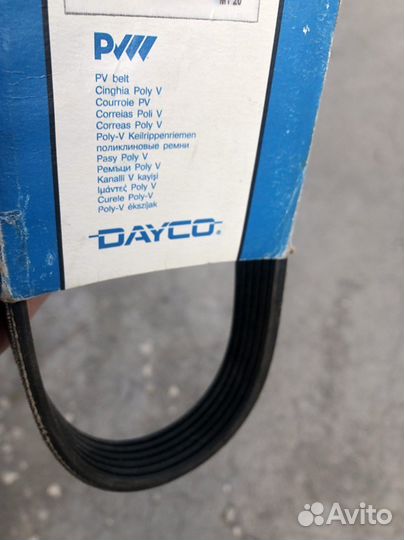 PV
PV belt
Cinghia Poly V
Courroie PV
Correias Poli V
Correas Poly V
Poly-V Keilrippenriemen
поликлиновые ремни
Pasy Poly V
Ремъци Poly V
Kanalli V kayişi
Ιμάντες Poly V
Curele Poly-V
Poly-V ékszíjak
DAYCO®
Avito